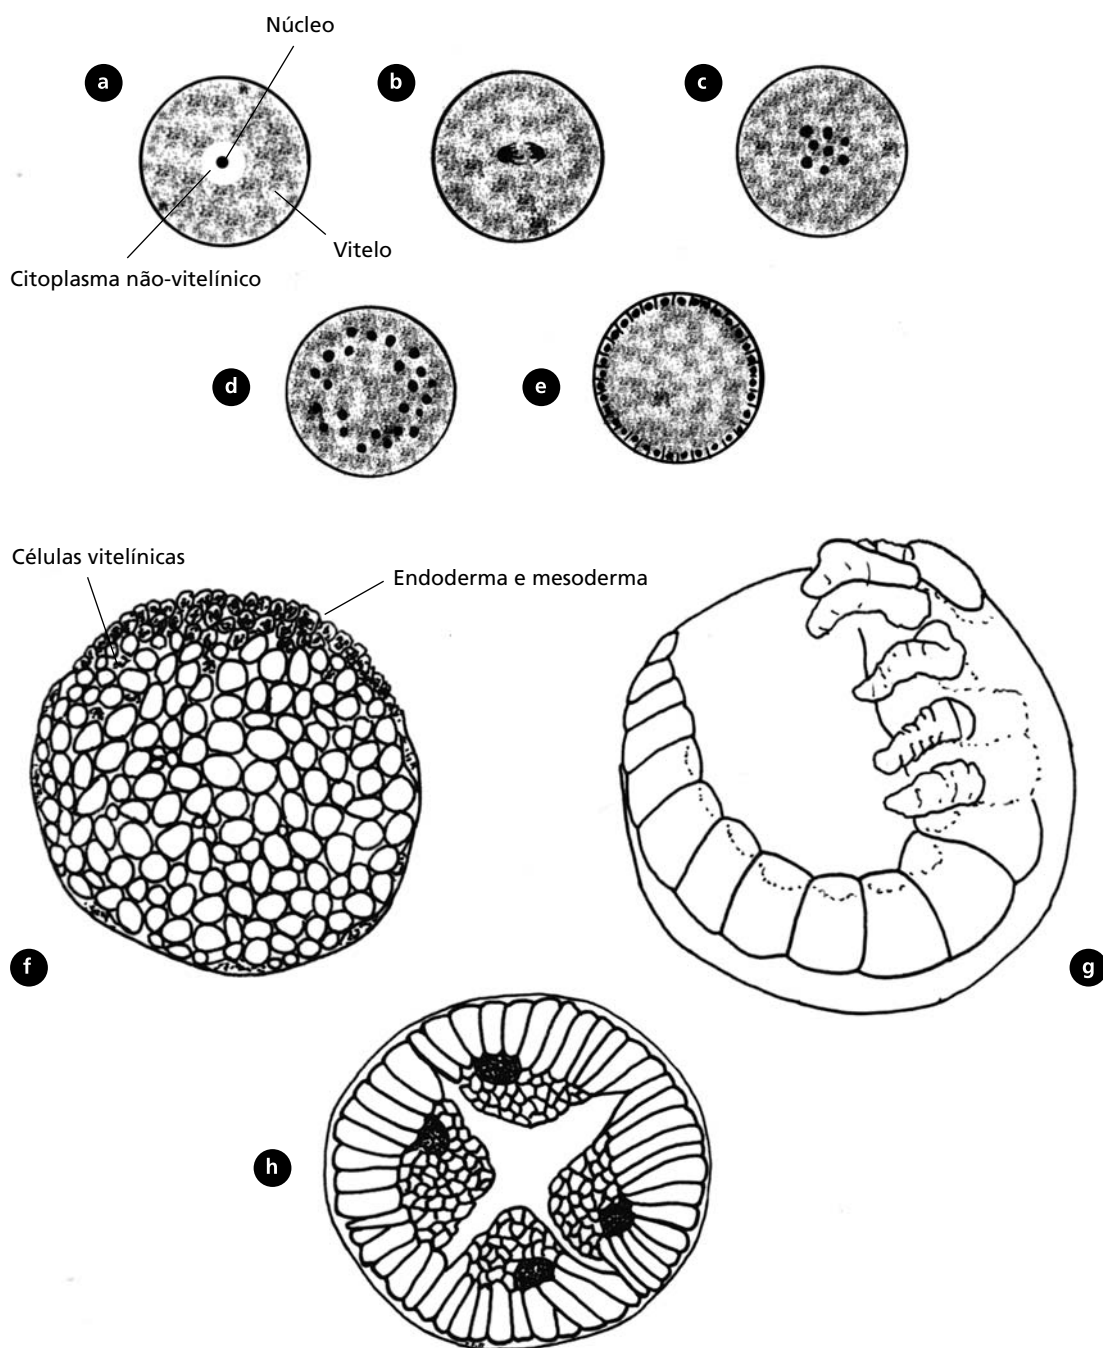 Núcleo
a
b
c
Vitelo
Citoplasma não-vitelínico
d
e
Células vitelínicas
Endoderma e mesoderma
f
g
h